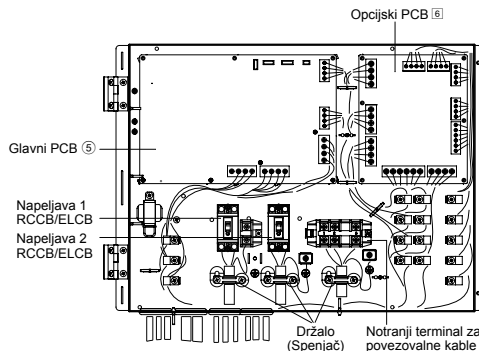 Opcijski PCB 6
Glavni PCB ⑤
Napeljava 1
RCCB/ELCB
Napeljava 2
RCCB/ELCB
Držalo
(Spenjač)
Notranji terminal za
povezovalne kable